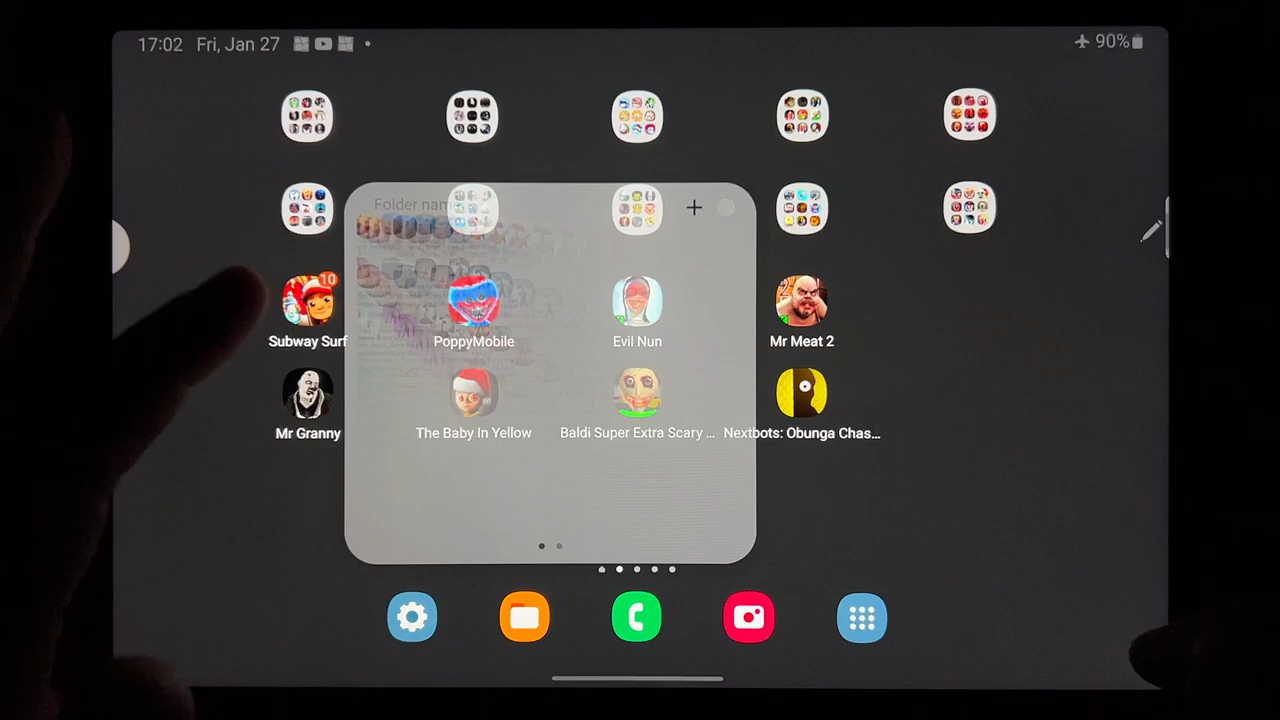 17:02 Fri, Jan 27
90%
Folder nam
10
Subway Surf
PoppyMobile
Evil Nun
Mr Meat 2
2
Mr Granny
The Baby In Yellow
Baldi Super Extra Scary ...
Nextbots: Obunga Chas...